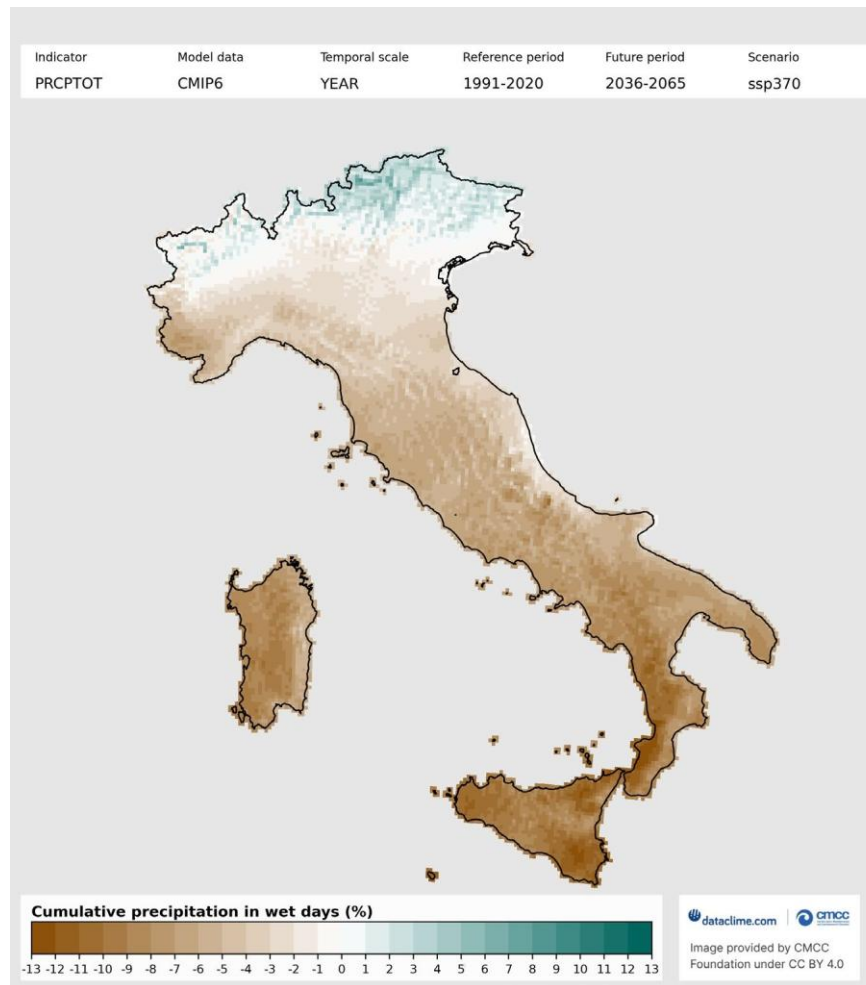 Indicator Model data Temporal scale Reference period Future period Scenario
PRCPTOT CMIP6 YEAR 1991-2020 2036-2065 ssp370
Cumulative precipitation in wet days (%)
-13 -12 -11 -10 -9 -8 -7 -6 -5 -4 -3 -2 -1 0 1 2 3 4 5 6 7 8 9 10 11 12 13
dataclime.com cmcc
Image provided by CMCC
Foundation under CC BY 4.0